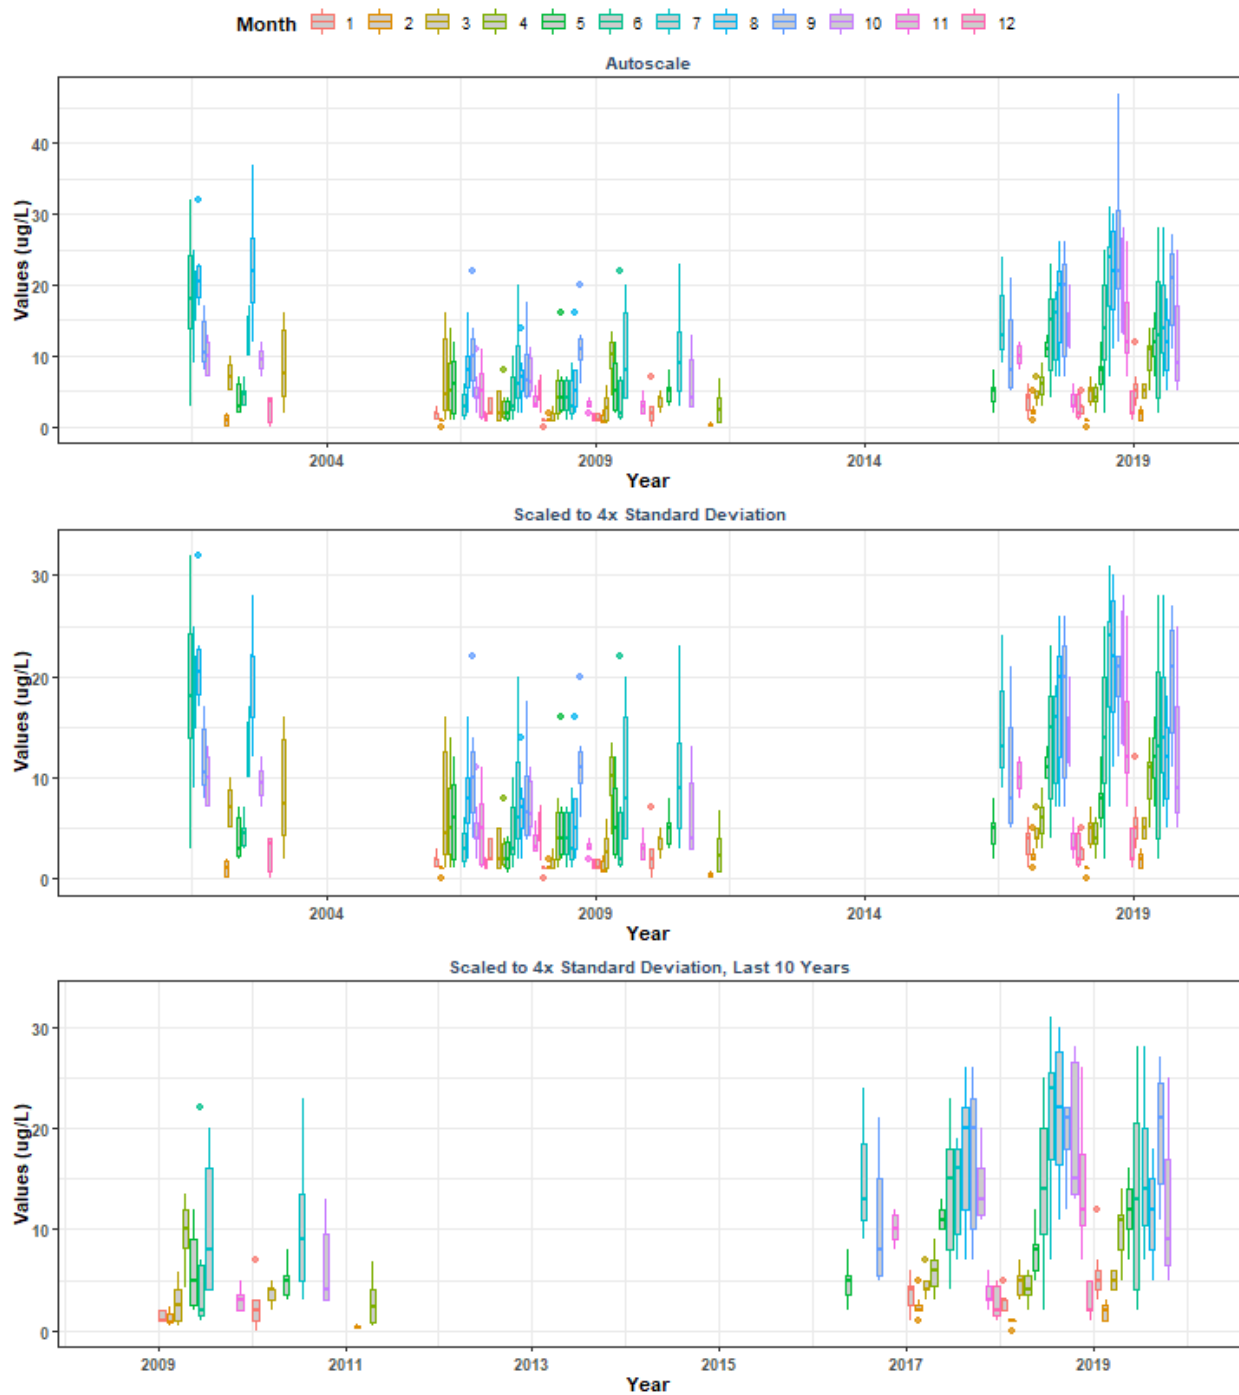 Month 1 2 3 4 5 6 7 8 9 10 11 12
Autoscale
Values (ug/L)
40
30
20
10
0
2004 2009 2014 2019
Year
Scaled to 4x Standard Deviation
Values (ug/L)
30
20
10
0
2004 2009 2014 2019
Year
Scaled to 4x Standard Deviation, Last 10 Years
Values (ug/L)
30
20
10
0
2009 2011 2013 2015 2017 2019
Year